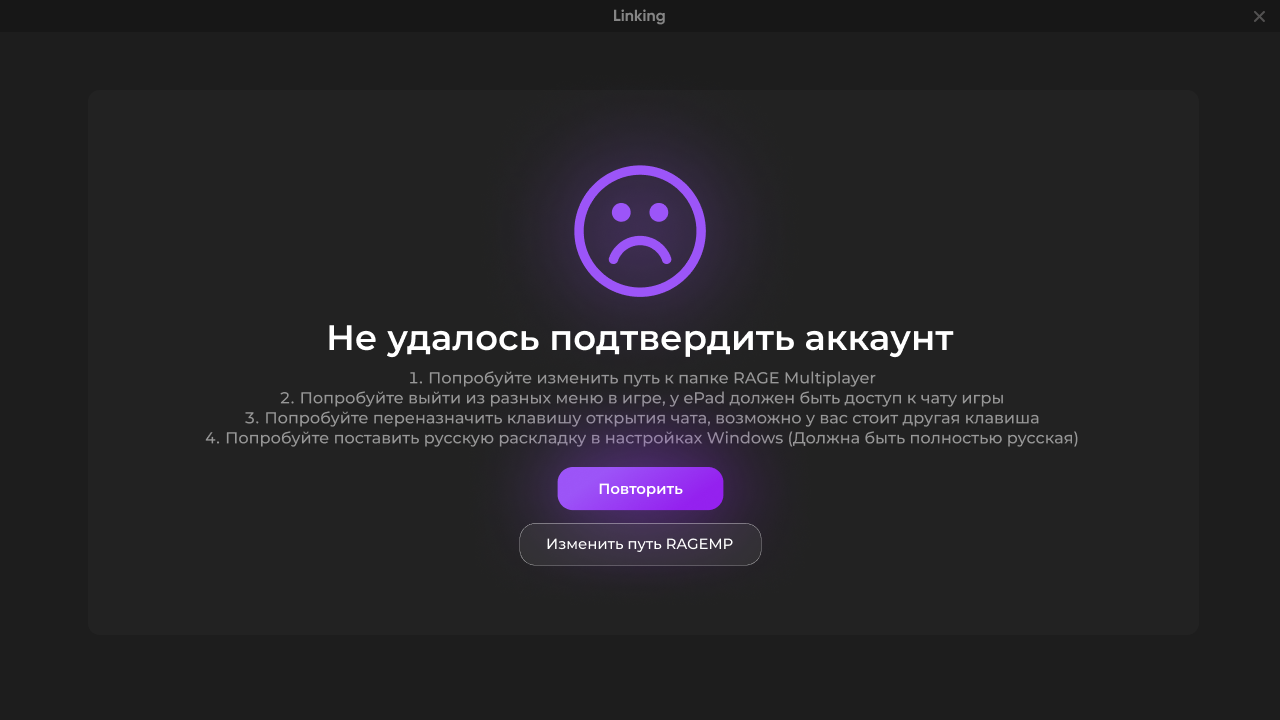 Linking
Не удалось подтвердить аккаунт
1. Попробуйте изменить путь к папке RAGE Multiplayer
2. Попробуйте выйти из разных меню в игре, у ePad должен быть доступ к чату игры
3. Попробуйте переназначить клавишу открытия чата, возможно у вас стоит другая клавиша
4. Попробуйте поставить русскую раскладку в настройках Windows (Должна быть полностью русская)
Повторить
Изменить путь RAGEMP